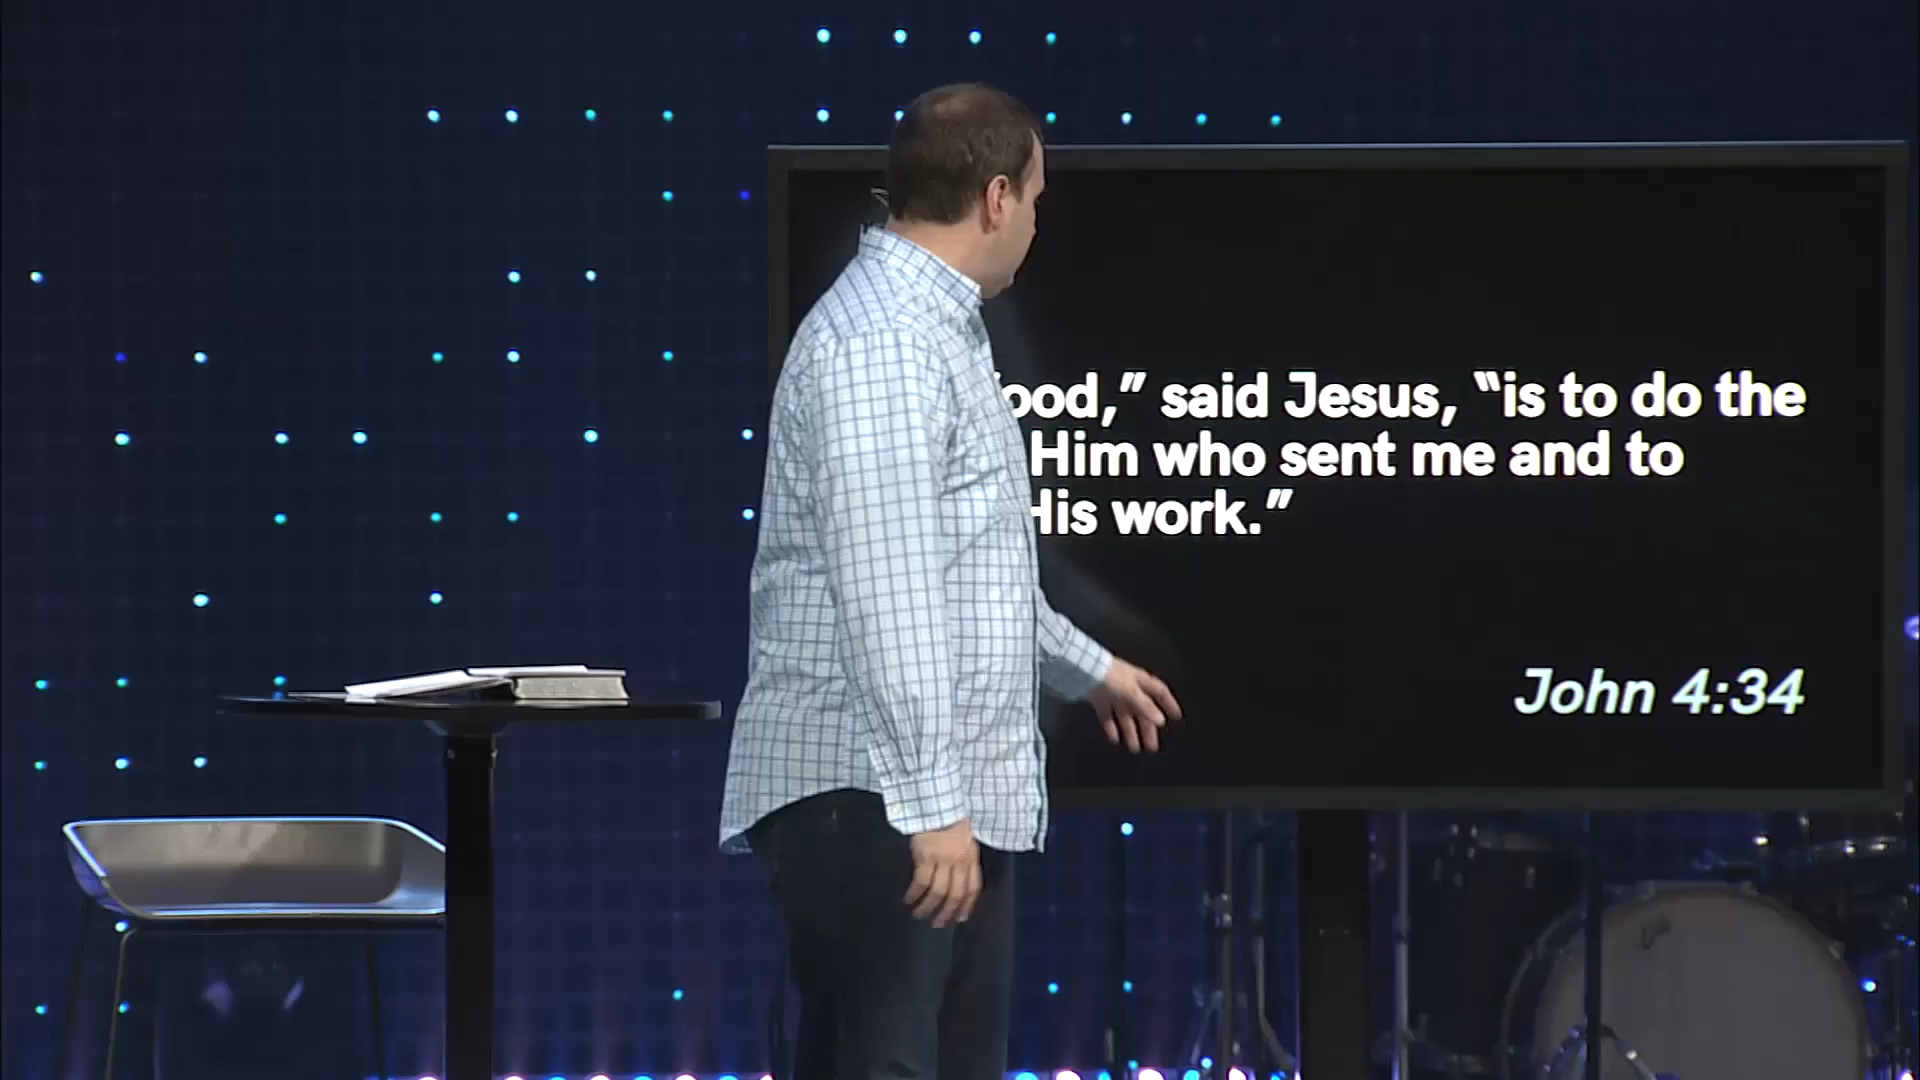 ood,” said Jesus, “is to do the
Him who sent me and to
His work.”
John 4:34